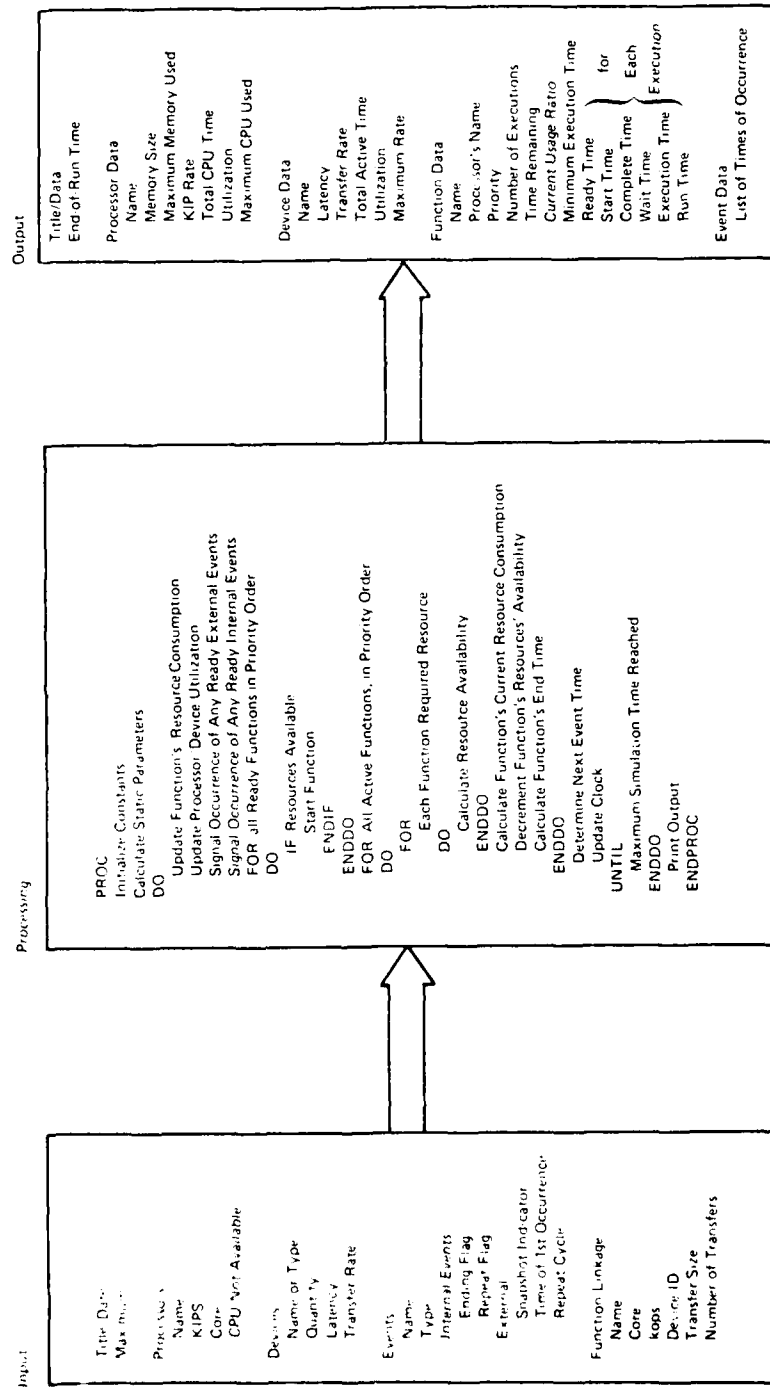 Input
Title Date
Processors
Name
KIPS
Core
CPU Not Available
Devices
Name or Type
Quantity
Latency
Transfer Rate
Events
Name
Type
Internal Events
Ending Flag
Repeat Flag
External
Snapshot Indicator
Time of 1st Occurrence
Repeat Cycle
Function Linkage
Name
Core
kops
Device ID
Transfer Size
Number of Transfers
Processing
PROC
Initialize Constants
Calculate Static Parameters
DO
Update Function's Resource Consumption
Update Processor Device Utilization
Signal Occurrence of Any Ready External Events
Signal Occurrence of Any Ready Internal Events
FOR all Ready Functions in Priority Order
DO
IF Resources Available
Start Function
ENDIF
ENDDO
FOR All Active Functions, in Priority Order
DO
FOR
Each Function Required Resource
DO
Calculate Resource Availability
ENDDO
Calculate Function's Current Resource Consumption
Decrement Function's Resources' Availability
Calculate Function's End Time
ENDDO
Determine Next Event Time
Update Clock
UNTIL
Maximum Simulation Time Reached
ENDDO
Print Output
ENDPROC
Output
Title/Data
End-of-Run Time
Processor Data
Name
Memory Size
Maximum Memory Used
KIP Rate
Total CPU Time
Utilization
Maximum CPU Used
Device Data
Name
Latency
Transfer Rate
Total Active Time
Utilization
Maximum Rate
Function Data
Name
Processor's Name
Priority
Number of Executions
Time Remaining
Current Usage Ratio
Minimum Execution Time
Ready Time
Start Time
Complete Time
Wait Time
Execution Time
Run Time
for
Each
Execution
Event Data
List of Times of Occurrence